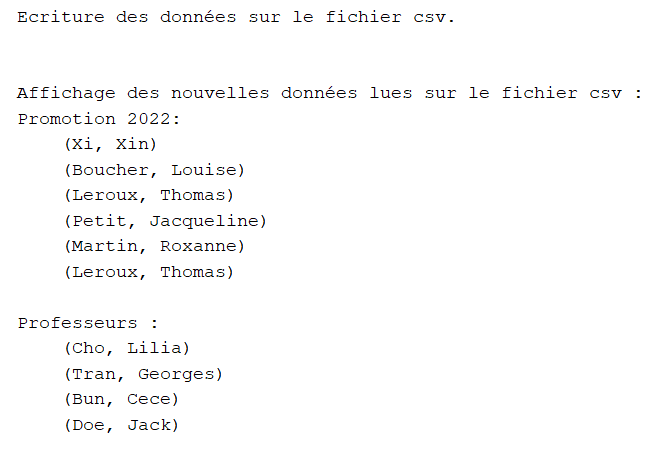 Ecriture des données sur le fichier csv.
Affichage des nouvelles données lues sur le fichier csv :
Promotion 2022:
(Xi, Xin)
(Boucher, Louise)
(Leroux, Thomas)
(Petit, Jacqueline)
(Martin, Roxanne)
(Leroux, Thomas)
Professeurs :
(Cho, Lilia)
(Tran, Georges)
(Bun, Cece)
(Doe, Jack)